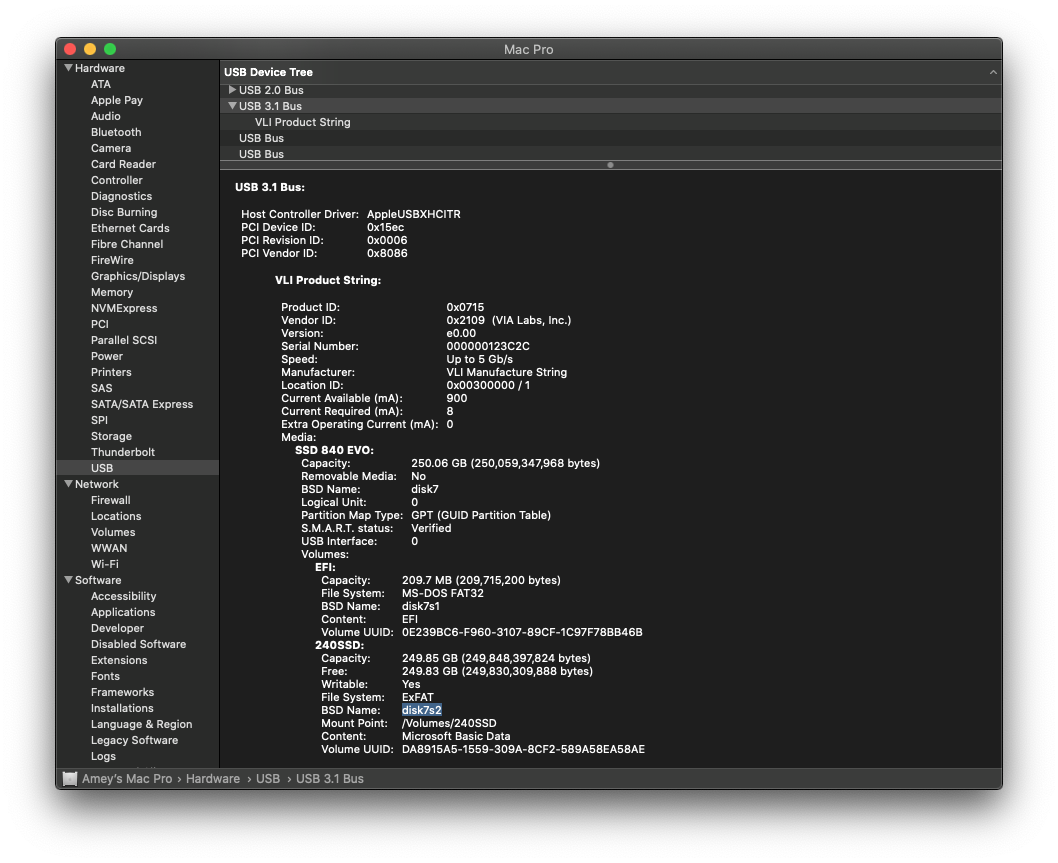 Mac Pro
Hardware
ATA
Apple Pay
Audio
Bluetooth
Camera
Card Reader
Controller
Diagnostics
Disc Burning
Ethernet Cards
Fibre Channel
FireWire
Graphics/Displays
Memory
NVMExpress
PCI
Parallel SCSI
Power
Printers
SAS
SATA/SATA Express
SPI
Storage
Thunderbolt
USB
Network
Firewall
Locations
Volumes
WWAN
Wi-Fi
Software
Accessibility
Applications
Developer
Disabled Software
Extensions
Fonts
Frameworks
Installations
Language & Region
Legacy Software
Logs
USB Device Tree
USB 2.0 Bus
USB 3.1 Bus
VLI Product String
USB Bus
USB Bus
USB 3.1 Bus:
Host Controller Driver: AppleUSBXHCITR
PCI Device ID: 0x15ec
PCI Revision ID: 0x0006
PCI Vendor ID: 0x8086
VLI Product String:
Product ID: 0x0715
Vendor ID: 0x2109 (VIA Labs, Inc.)
Version: e0.00
Serial Number: 000000123C2C
Speed: Up to 5 Gb/s
Manufacturer: VLI Manufacture String
Location ID: 0x00300000 / 1
Current Available (mA): 900
Current Required (mA): 8
Extra Operating Current (mA): 0
Media:
SSD 840 EVO:
Capacity: 250.06 GB (250,059,347,968 bytes)
Removable Media: No
BSD Name: disk7
Logical Unit: 0
Partition Map Type: GPT (GUID Partition Table)
S.M.A.R.T. status: Verified
USB Interface: 0
Volumes:
EFI:
Capacity: 209.7 MB (209,715,200 bytes)
File System: MS-DOS FAT32
BSD Name: disk7s1
Content: EFI
Volume UUID: 0E239BC6-F960-3107-89CF-1C97F78BB46B
240SSD:
Capacity: 249.85 GB (249,848,397,824 bytes)
Free: 249.83 GB (249,830,309,888 bytes)
Writable: Yes
File System: ExFAT
BSD Name: disk7s2
Mount Point: /Volumes/240SSD
Content: Microsoft Basic Data
Volume UUID: DA8915A5-1559-309A-8CF2-589A58EA58AE
Amey's Mac Pro › Hardware › USB › USB 3.1 Bus